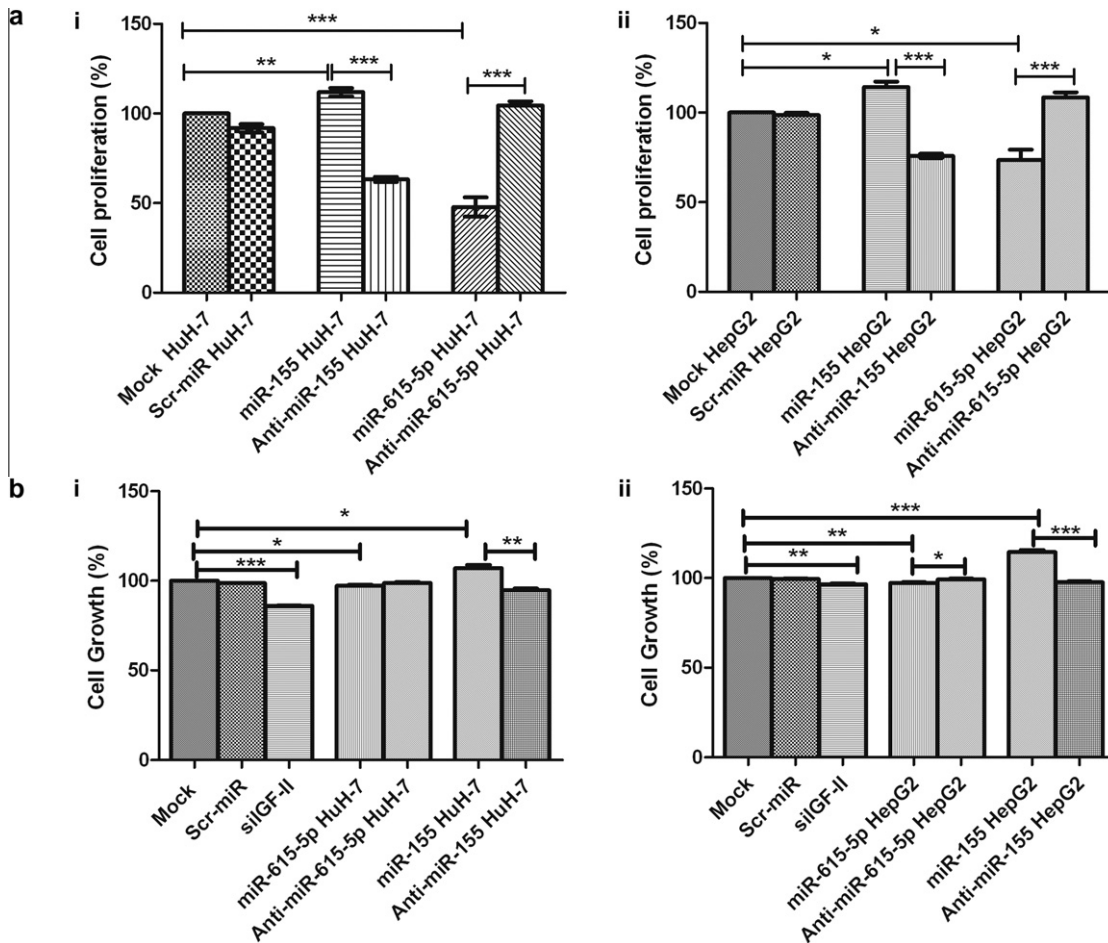 a
i
Cell proliferation (%)
150
100
50
0
***
**
***
***
Mock HuH-7
Scr-miR HuH-7
miR-155 HuH-7
Anti-miR-155 HuH-7
miR-615-5p HuH-7
Anti-miR-615-5p HuH-7
ii
Cell proliferation (%)
150
100
50
0
*
*
***
***
Mock HepG2
Scr-miR HepG2
miR-155 HepG2
Anti-miR-155 HepG2
miR-615-5p HepG2
Anti-miR-615-5p HepG2
b
i
Cell Growth (%)
150
100
50
0
*
*
***
**
Mock
Scr-miR
siIGF-II
miR-615-5p HuH-7
Anti-miR-615-5p HuH-7
miR-155 HuH-7
Anti-miR-155 HuH-7
ii
Cell Growth (%)
150
100
50
0
***
**
**
*
***
Mock
Scr-miR
siIGF-II
miR-615-5p HepG2
Anti-miR-615-5p HepG2
miR-155 HepG2
Anti-miR-155 HepG2